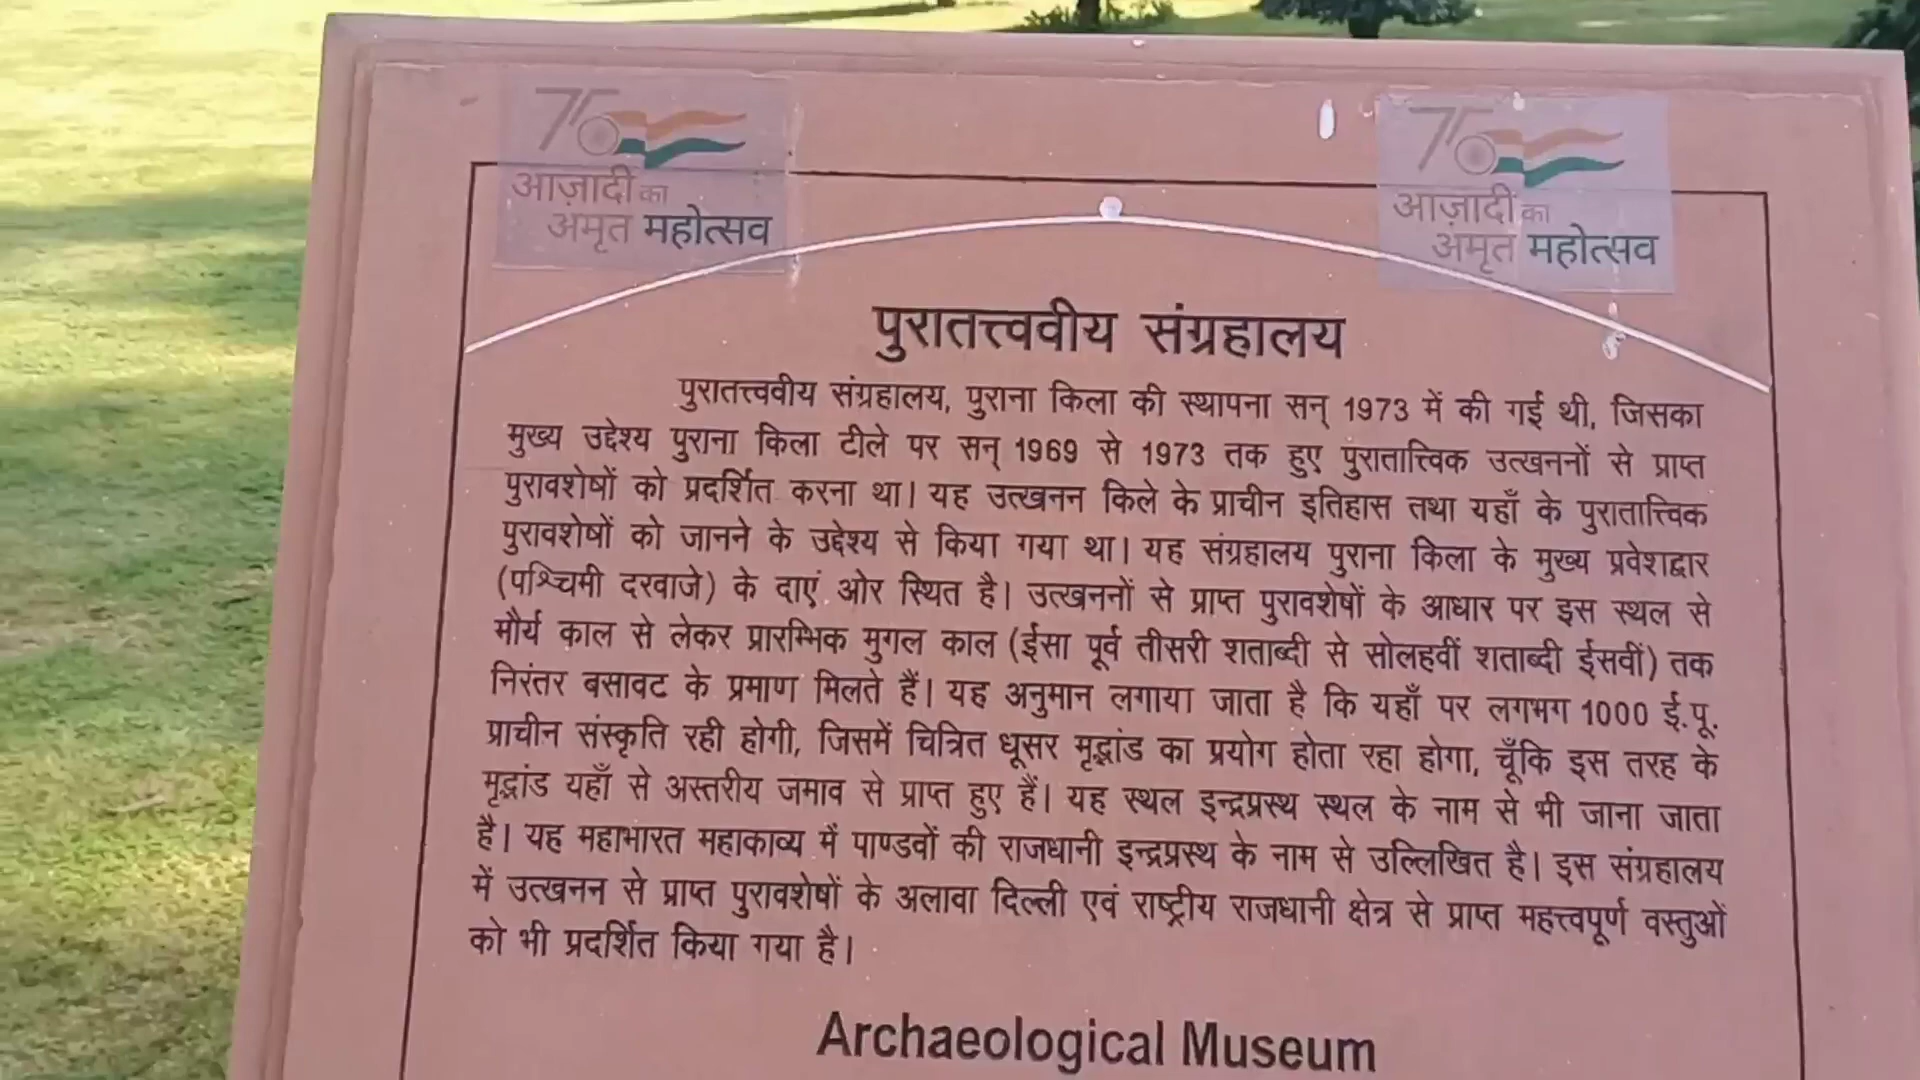 75
आज़ादी का
अमृत महोत्सव
75
आज़ादी का
अमृत महोत्सव
पुरातत्त्ववीय संग्रहालय
पुरातत्त्ववीय संग्रहालय, पुराना किला की स्थापना सन् 1973 में की गई थी, जिसका
मुख्य उद्देश्य पुराना किला टीले पर सन् 1969 से 1973 तक हुए पुरातात्त्विक उत्खननों से प्राप्त
पुरावशेषों को प्रदर्शित करना था। यह उत्खनन किले के प्राचीन इतिहास तथा यहाँ के पुरातात्त्विक
पुरावशेषों को जानने के उद्देश्य से किया गया था। यह संग्रहालय पुराना किला के मुख्य प्रवेशद्वार
(पश्चिमी दरवाजे) के दाएं ओर स्थित है। उत्खननों से प्राप्त पुरावशेषों के आधार पर इस स्थल से
मौर्य काल से लेकर प्रारम्भिक मुगल काल (ईसा पूर्व तीसरी शताब्दी से सोलहवीं शताब्दी ईसवीं) तक
निरंतर बसावट के प्रमाण मिलते हैं। यह अनुमान लगाया जाता है कि यहाँ पर लगभग 1000 ई.पू.
प्राचीन संस्कृति रही होगी, जिसमें चित्रित धूसर मृद्भांड का प्रयोग होता रहा होगा, चूँकि इस तरह के
मृद्भांड यहाँ से अस्तरीय जमाव से प्राप्त हुए हैं। यह स्थल इन्द्रप्रस्थ स्थल के नाम से भी जाना जाता
है। यह महाभारत महाकाव्य में पाण्डवों की राजधानी इन्द्रप्रस्थ के नाम से उल्लिखित है। इस संग्रहालय
में उत्खनन से प्राप्त पुरावशेषों के अलावा दिल्ली एवं राष्ट्रीय राजधानी क्षेत्र से प्राप्त महत्त्वपूर्ण वस्तुओं
को भी प्रदर्शित किया गया है।
Archaeological Museum